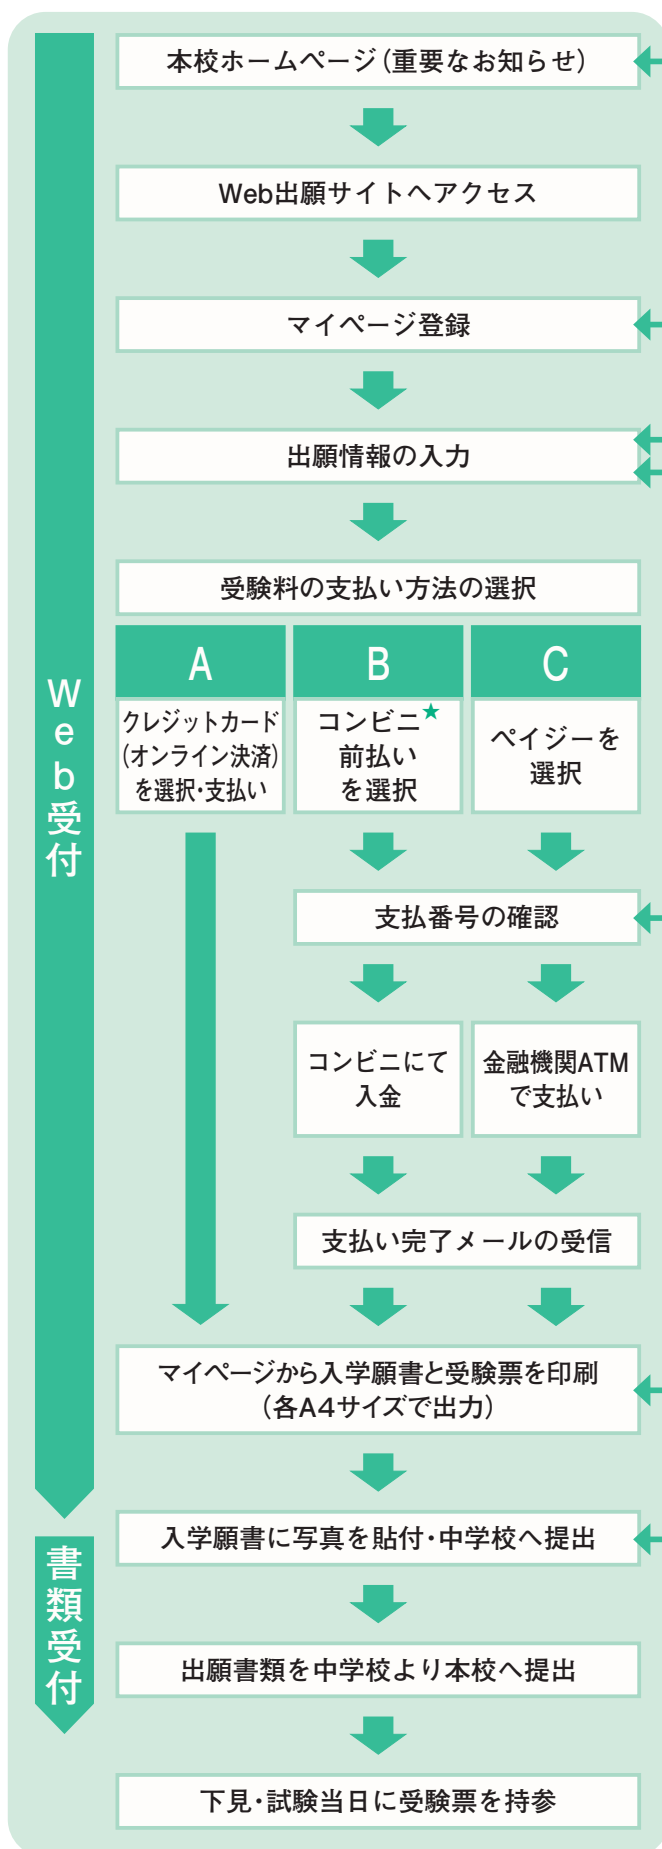 本校ホームページ(重要なお知らせ)
Web出願サイトへアクセス
マイページ登録
出願情報の入力
受験料の支払い方法の選択
A
クレジットカード
(オンライン決済)
を選択・支払い
B
コンビニ★
前払い
を選択
C
ペイジーを
選択
支払番号の確認
コンビニにて
入金
金融機関ATM
で支払い
支払い完了メールの受信
マイページから入学願書と受験票を印刷
(各A4サイズで出力)
Web受付
入学願書に写真を貼付・中学校へ提出
出願書類を中学校より本校へ提出
書類受付
下見・試験当日に受験票を持参